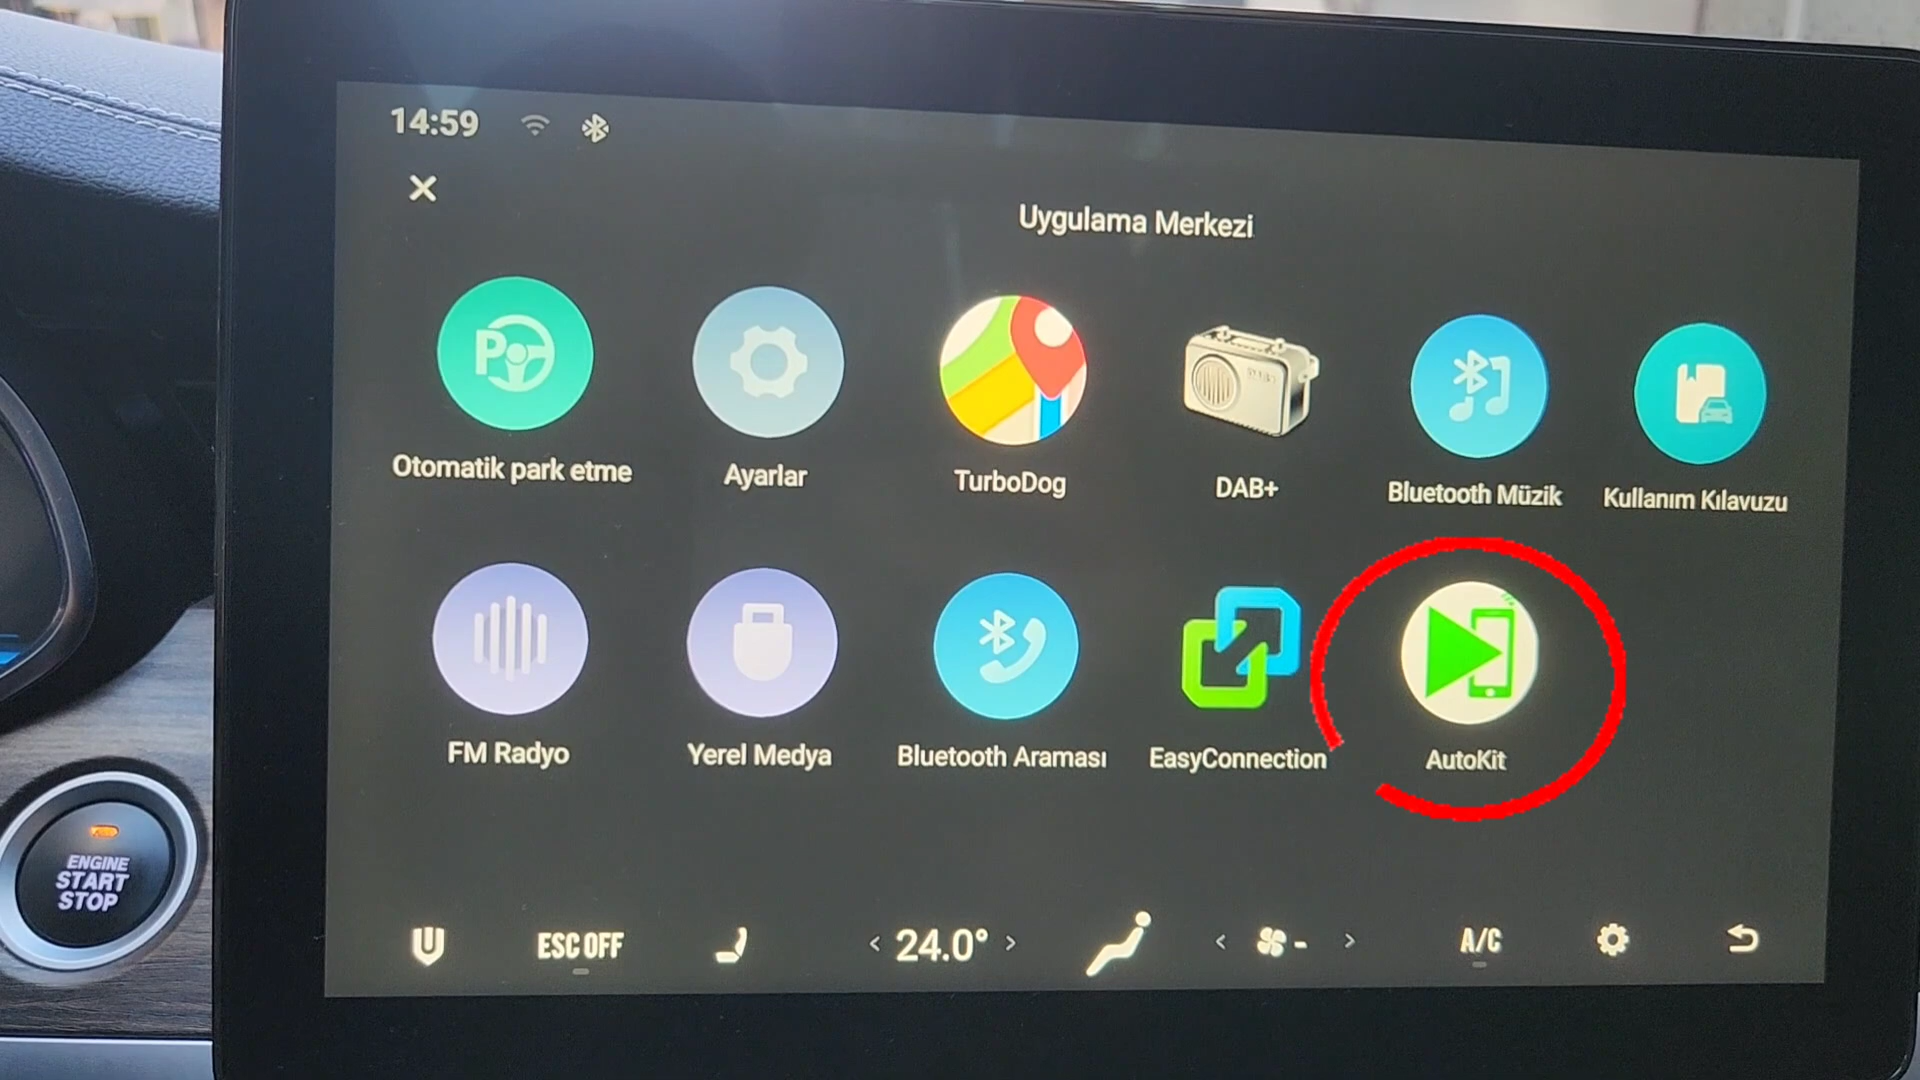 14:59
Uygulama Merkezi
Otomatik park etme
Ayarlar
TurboDog
DAB+
Bluetooth Müzik
Kullanım Kılavuzu
FM Radyo
Yerel Medya
Bluetooth Araması
EasyConnection
AutoKit
ENGINE
START
STOP
ESC OFF
< 24.0° >
< - >
A/C